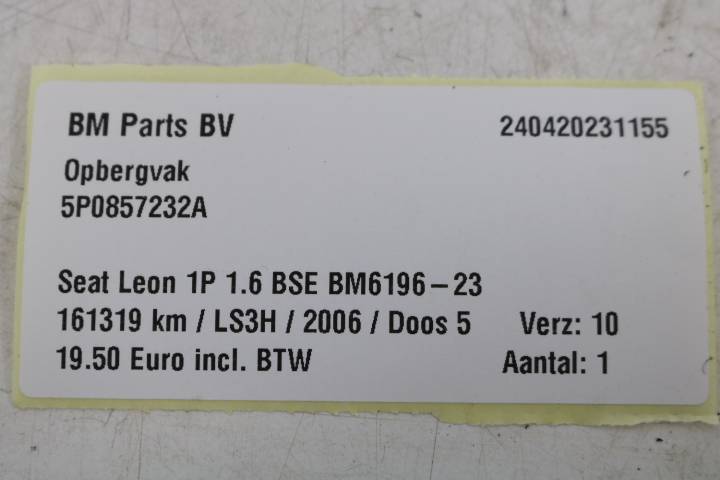 BM Parts BV 240420231155
Opbergvak
5P0857232A
Seat Leon 1P 1.6 BSE BM6196-23
161319 km / LS3H / 2006 / Doos 5 Verz: 10
19.50 Euro incl. BTW Aantal: 1